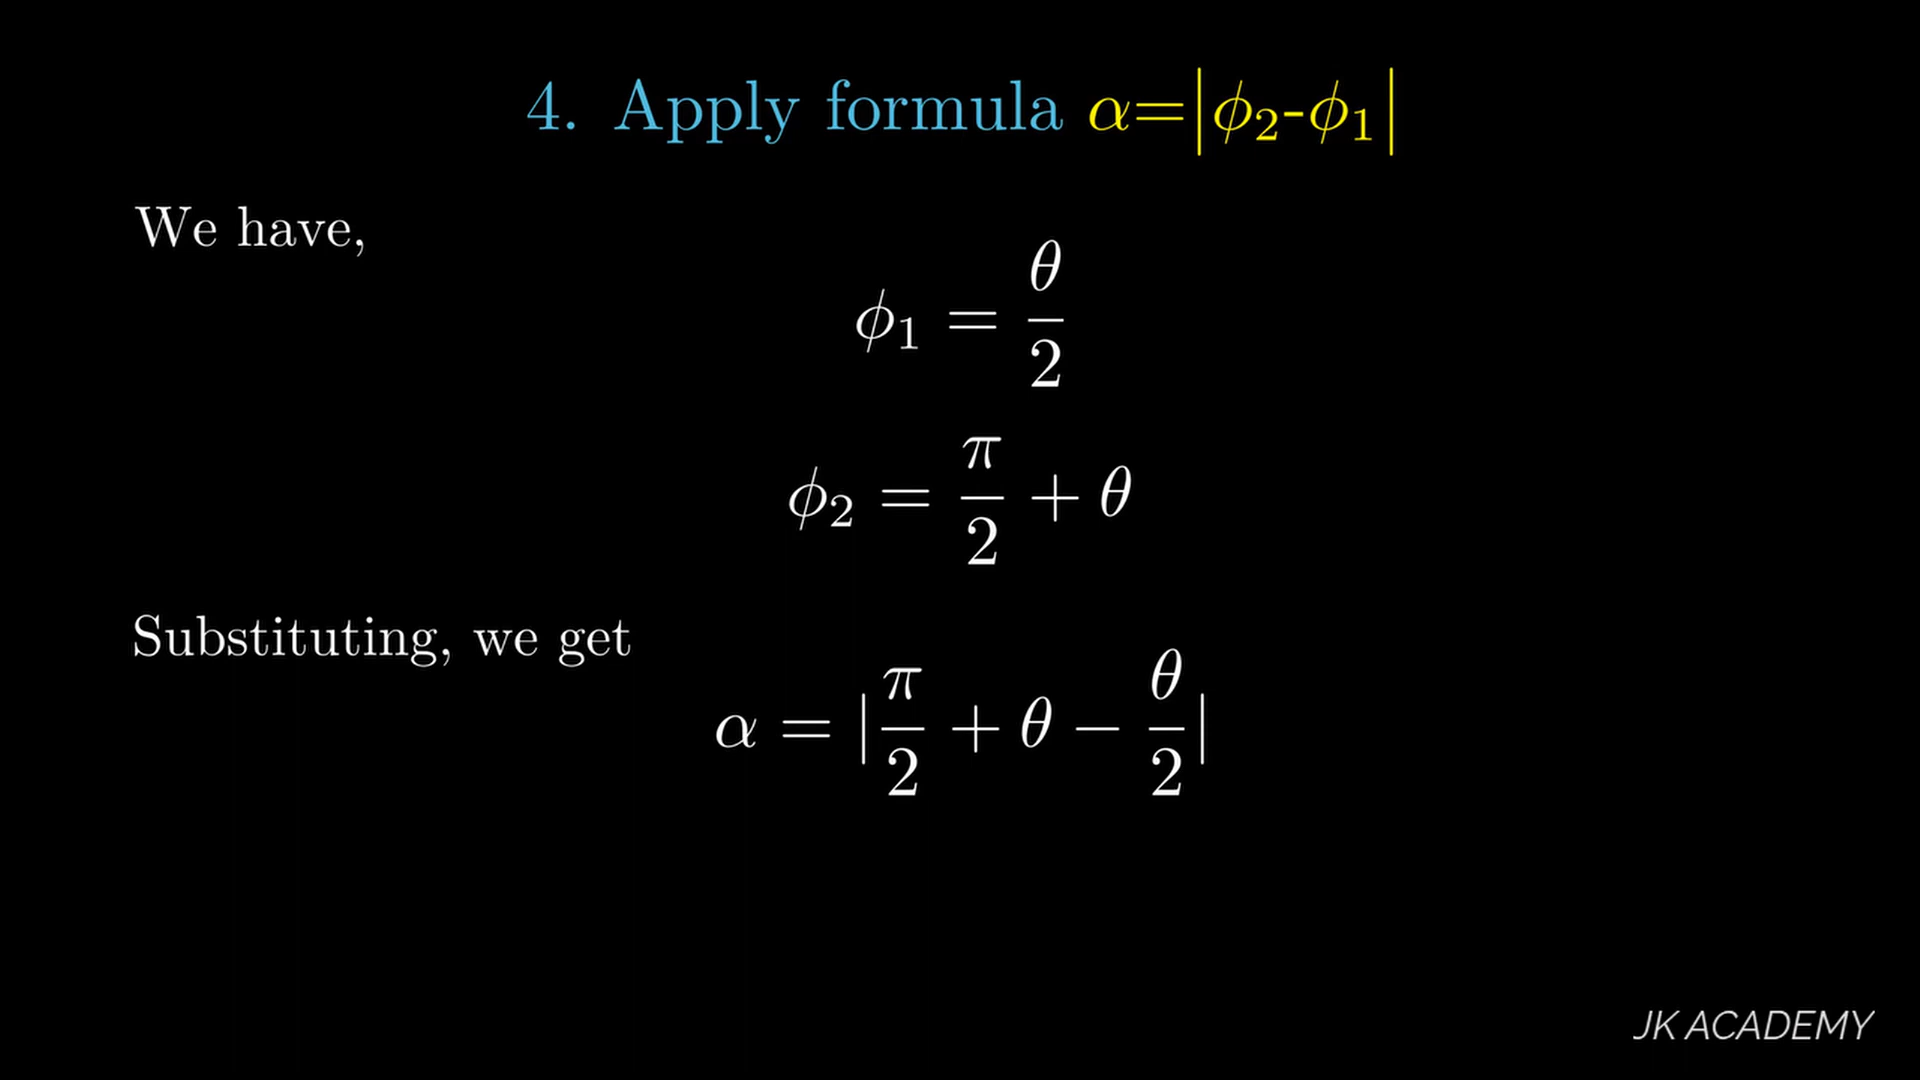 4. Apply formula α=|ϕ₂-ϕ₁|
We have,
ϕ₁ = θ/2
ϕ₂ = π/2 + θ
Substituting, we get
α = |π/2 + θ − θ/2|
JK ACADEMY